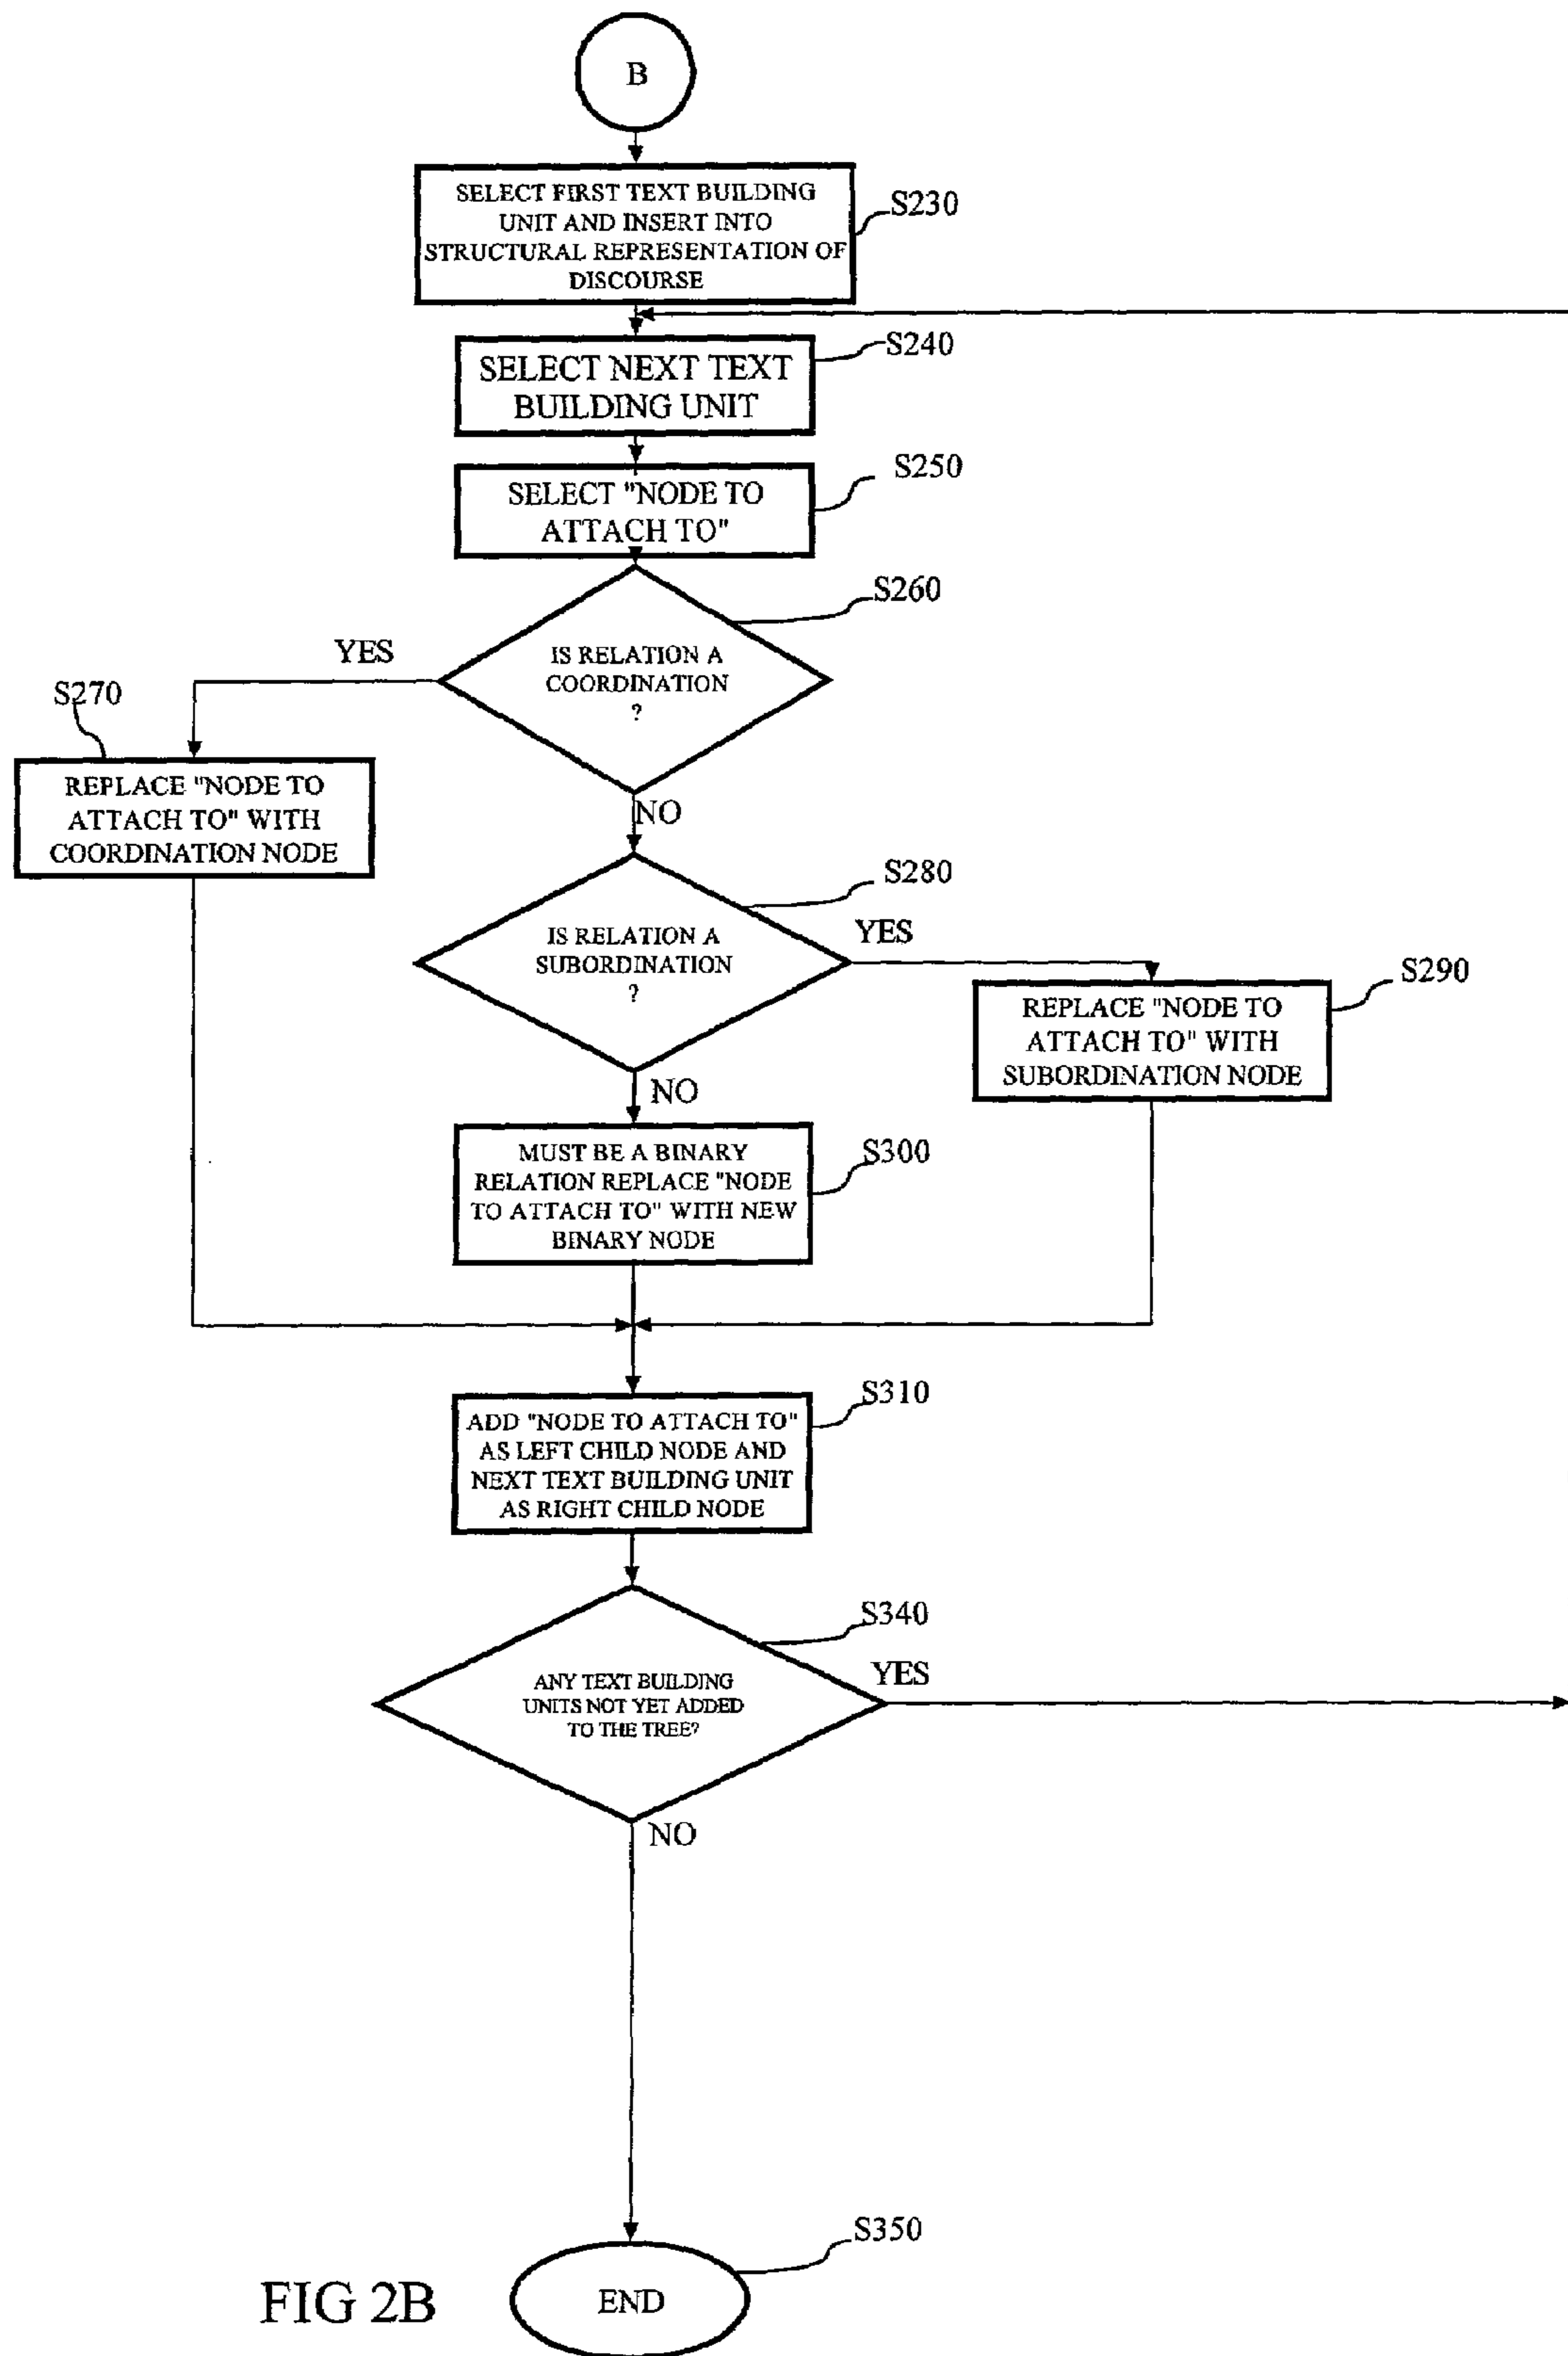 B
SELECT FIRST TEXT BUILDING
UNIT AND INSERT INTO
STRUCTURAL REPRESENTATION OF
DISCOURSE
S230
SELECT NEXT TEXT
BUILDING UNIT
S240
SELECT "NODE TO
ATTACH TO"
S250
IS RELATION A
COORDINATION
?
S260
YES
NO
S270
REPLACE "NODE TO
ATTACH TO" WITH
COORDINATION NODE
IS RELATION A
SUBORDINATION
?
S280
YES
NO
S290
REPLACE "NODE TO
ATTACH TO" WITH
SUBORDINATION NODE
MUST BE A BINARY
RELATION REPLACE "NODE
TO ATTACH TO" WITH NEW
BINARY NODE
S300
ADD "NODE TO ATTACH TO"
AS LEFT CHILD NODE AND
NEXT TEXT BUILDING UNIT
AS RIGHT CHILD NODE
S310
ANY TEXT BUILDING
UNITS NOT YET ADDED
TO THE TREE?
S340
YES
NO
S350
END
FIG 2B